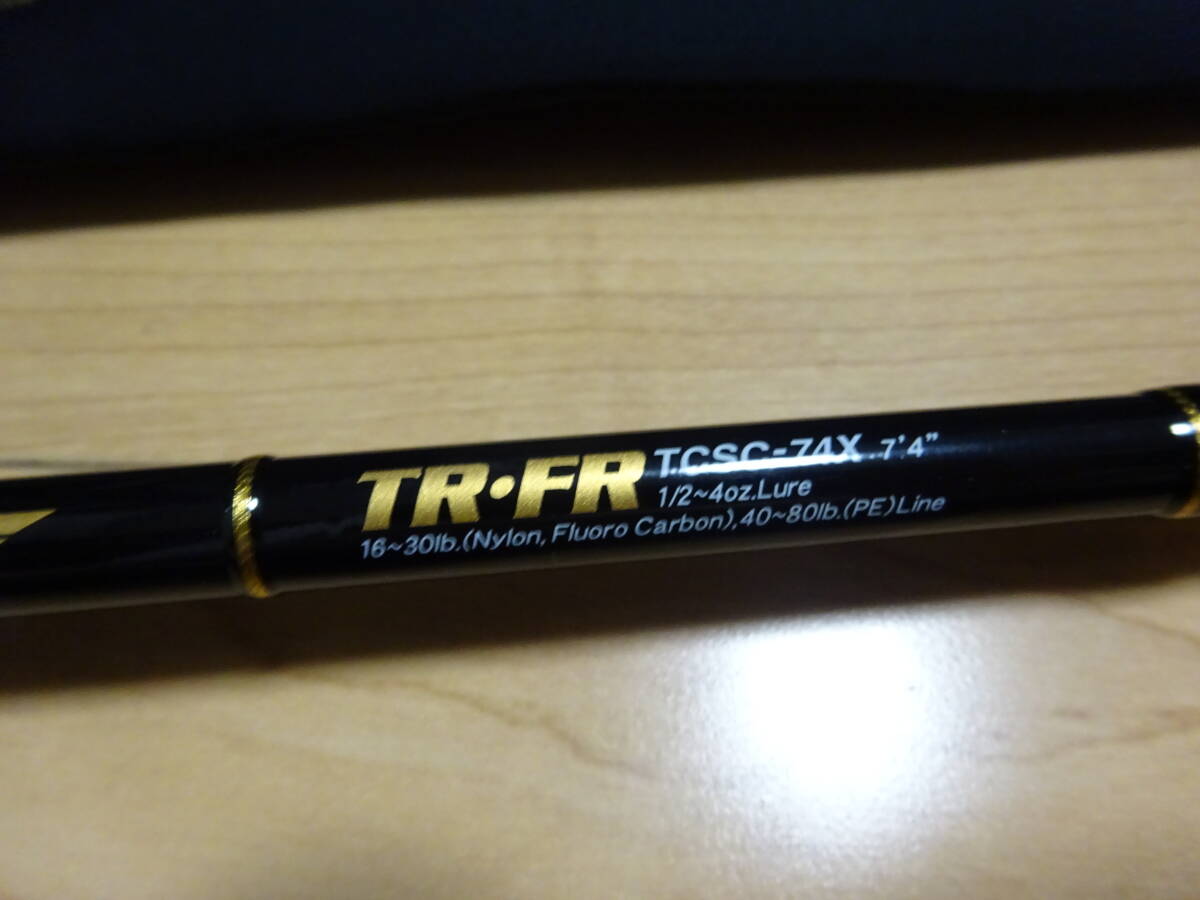 TR•FR TCSC-74X 7'4"
1/2~4oz.Lure
16~30lb.(Nylon, Fluoro Carbon),40~80lb.(PE)Line